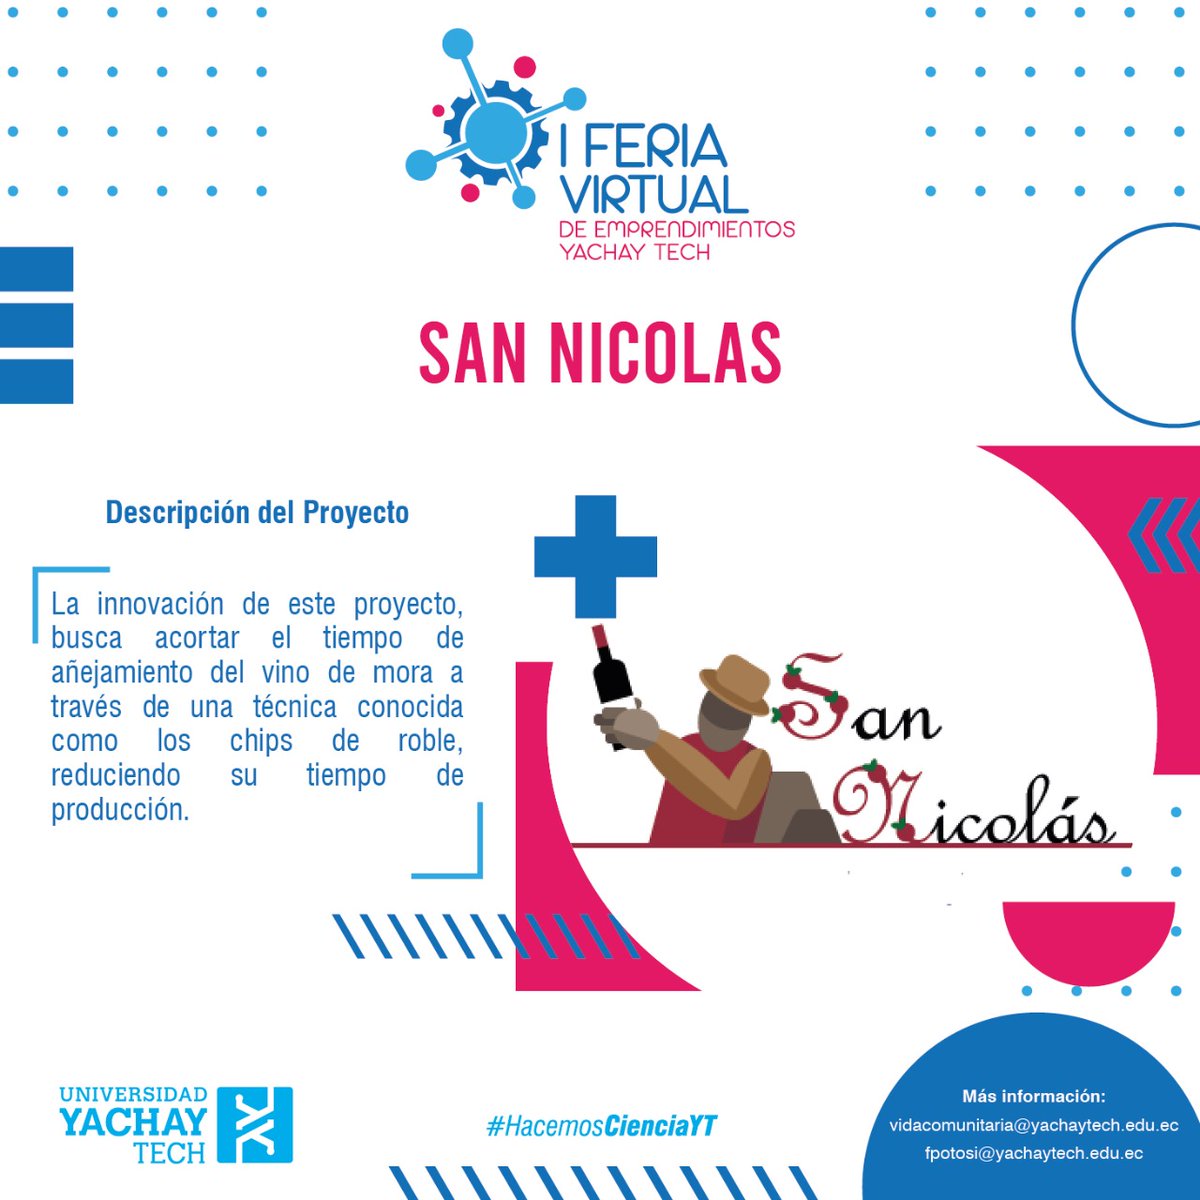 I FERIA
VIRTUAL
DE EMPRENDIMIENTOS
YACHAY TECH
SAN NICOLAS
Descripción del Proyecto
La innovación de este proyecto,
busca acortar el tiempo de
añejamiento del vino de mora a
través de una técnica conocida
como los chips de roble,
reduciendo su tiempo de
producción.
San
Nicolás
UNIVERSIDAD
YACHAY
TECH
#HacemosCienciaYT
Más información:
vidacomunitaria@yachaytech.edu.ec
fpotosi@yachaytech.edu.ec